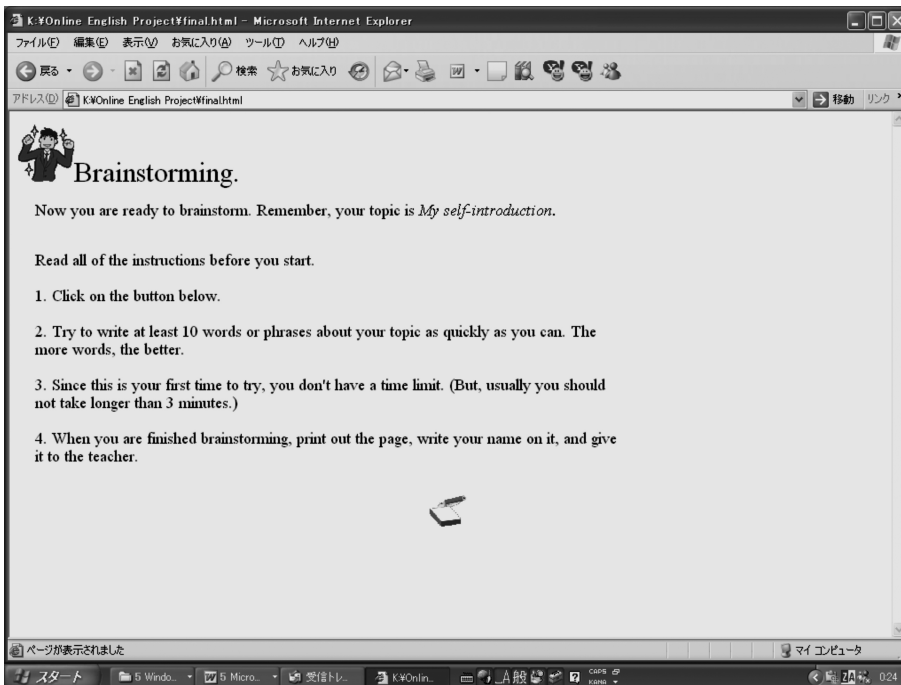 K:¥Online English Project¥final.html - Microsoft Internet Explorer
ファイル(F) 編集(E) 表示(V) お気に入り(A) ツール(T) ヘルプ(H)
戻る 検索 お気に入り
アドレス(D) K:¥Online English Project¥final.html 移動 リンク
Brainstorming.
Now you are ready to brainstorm. Remember, your topic is My self-introduction.
Read all of the instructions before you start.
1. Click on the button below.
2. Try to write at least 10 words or phrases about your topic as quickly as you can. The
more words, the better.
3. Since this is your first time to try, you don't have a time limit. (But, usually you should
not take longer than 3 minutes.)
4. When you are finished brainstorming, print out the page, write your name on it, and give
it to the teacher.
ページが表示されました マイ コンピュータ
スタート 5 Windo... 5 Micro... 受信トレ... K:¥Onlin... A 般 CAPS KANA 0:24